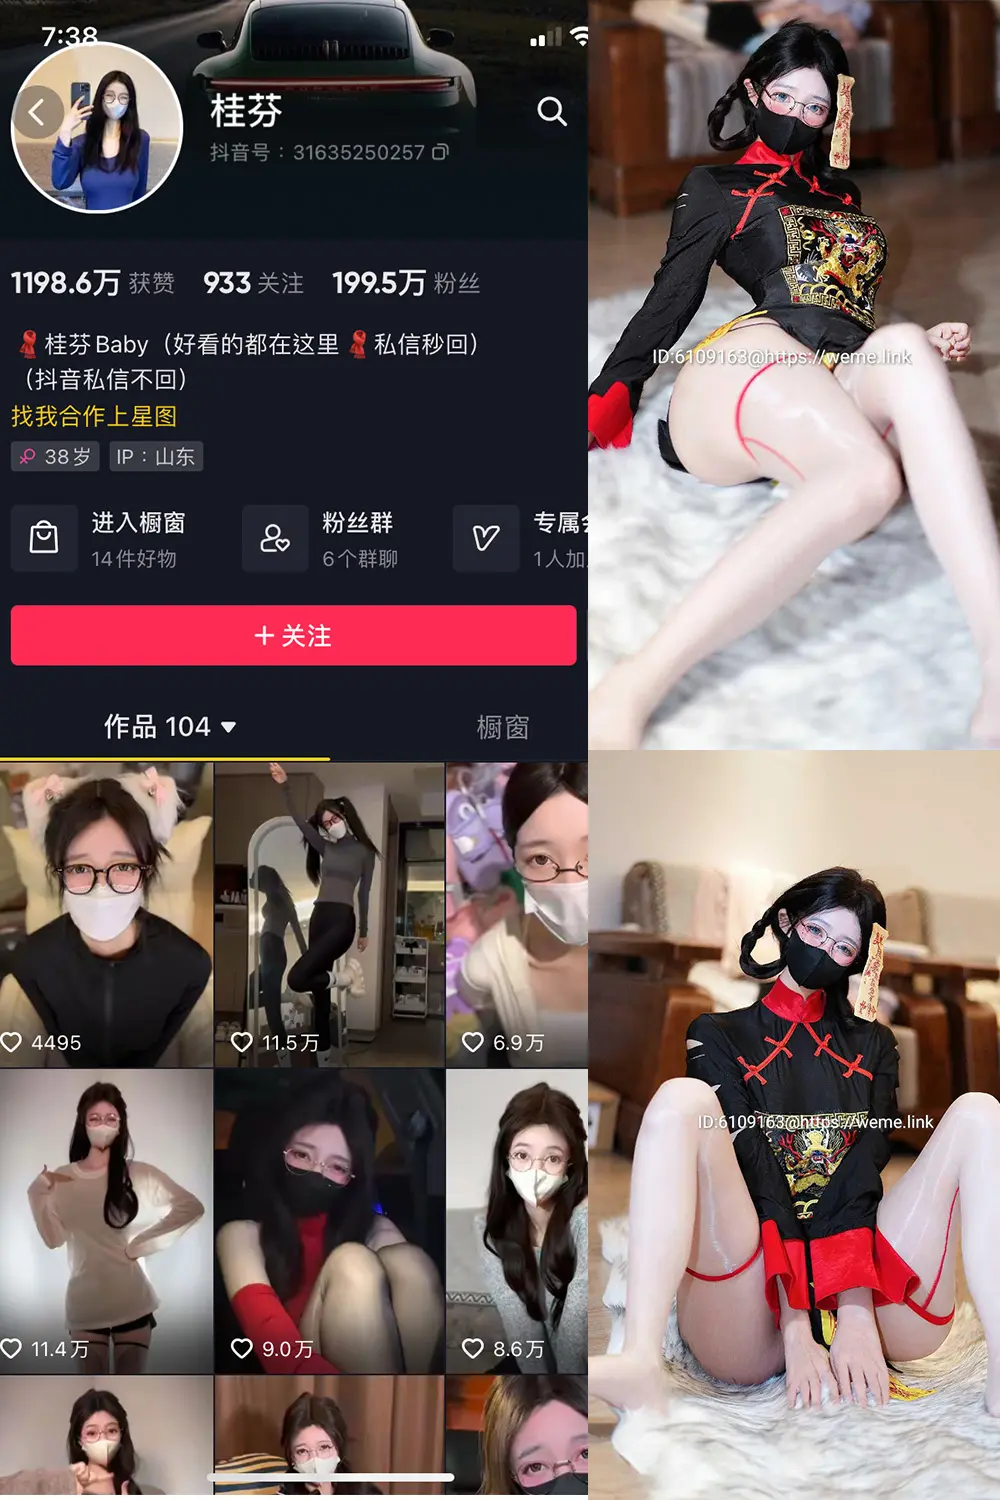 7:38
桂芬
抖音号：31635250257
1198.6万 获赞 933 关注 199.5万 粉丝
桂芬Baby（好看的都在这里 私信秒回）
（抖音私信不回）
找我合作上星图
38岁 IP：山东
进入橱窗 粉丝群
14件好物 6个群聊 1人加
关注
作品 104 橱窗
4495 11.5万 6.9万
11.4万 9.0万 8.6万
ID:6109163@https://weme.link
ID:6109163@https://weme.link